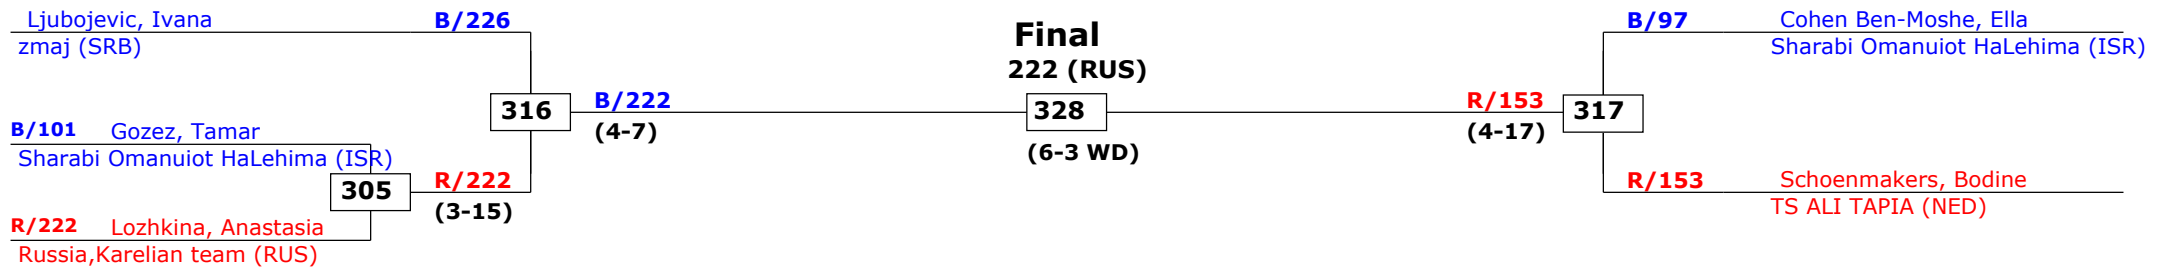 Ljubojevic, Ivana
B/226
zmaj (SRB)
B/101 Gozez, Tamar
Sharabi Omanuiot HaLehima (ISR)
305
R/222 Lozhkina, Anastasia
Russia,Karelian team (RUS)
R/222
(3-15)
316
B/222
(4-7)
Final
222 (RUS)
328
(6-3 WD)
R/153
(4-17)
317
B/97 Cohen Ben-Moshe, Ella
Sharabi Omanuiot HaLehima (ISR)
R/153 Schoenmakers, Bodine
TS ALI TAPIA (NED)